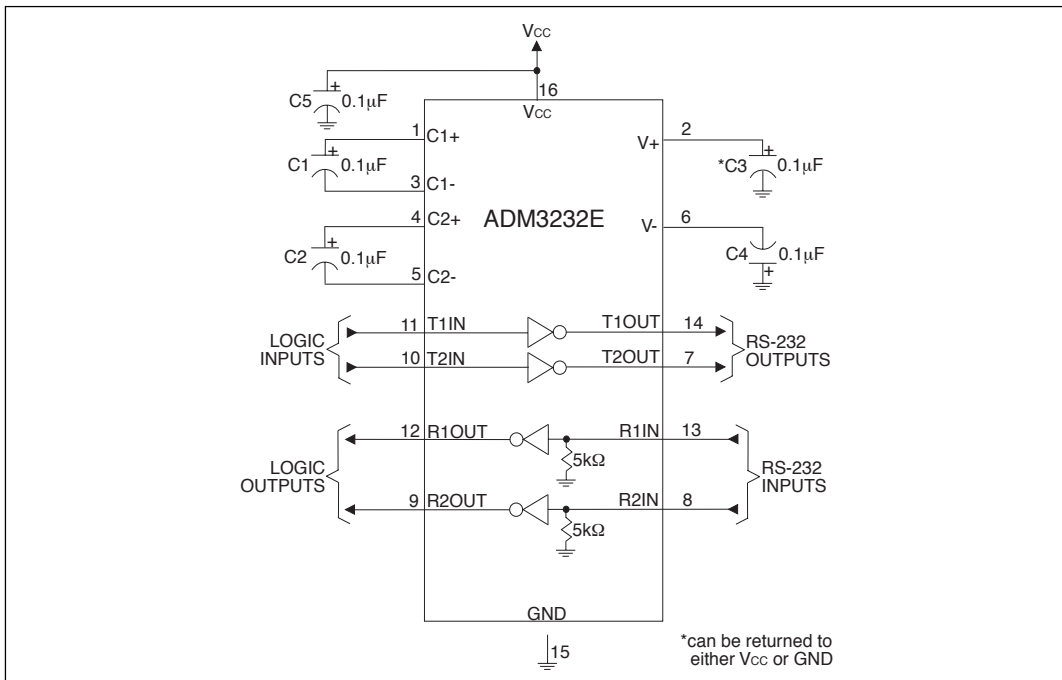 Vcc
+
C5 0.1µF
16
Vcc
1 C1+
+
C1 0.1µF
3 C1-
4 C2+
+
C2 0.1µF
5 C2-
ADM3232E
V+ 2
+
*C3 0.1µF
V- 6
C4 0.1µF
+
LOGIC
INPUTS
11 T1IN T1OUT 14
10 T2IN T2OUT 7
RS-232
OUTPUTS
LOGIC
OUTPUTS
12 R1OUT R1IN 13
5kΩ
9 R2OUT R2IN 8
5kΩ
RS-232
INPUTS
GND
15
*can be returned to
either Vcc or GND